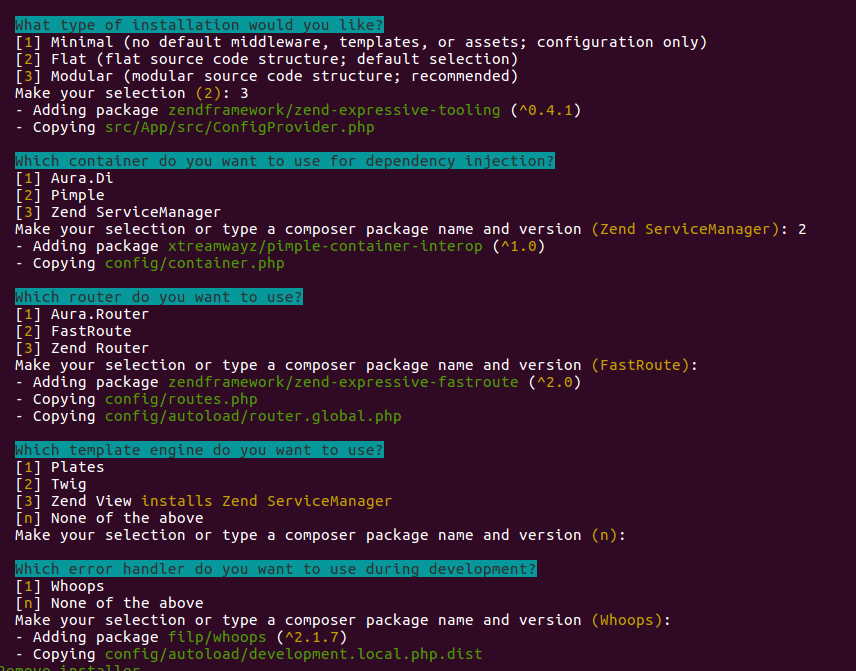 What type of installation would you like?
[1] Minimal (no default middleware, templates, or assets; configuration only)
[2] Flat (flat source code structure; default selection)
[3] Modular (modular source code structure; recommended)
Make your selection (2): 3
- Adding package zendframework/zend-expressive-tooling (^0.4.1)
- Copying src/App/src/ConfigProvider.php
Which container do you want to use for dependency injection?
[1] Aura.Di
[2] Pimple
[3] Zend ServiceManager
Make your selection or type a composer package name and version (Zend ServiceManager): 2
- Adding package xtreamwayz/pimple-container-interop (^1.0)
- Copying config/container.php
Which router do you want to use?
[1] Aura.Router
[2] FastRoute
[3] Zend Router
Make your selection or type a composer package name and version (FastRoute):
- Adding package zendframework/zend-expressive-fastroute (^2.0)
- Copying config/routes.php
- Copying config/autoload/router.global.php
Which template engine do you want to use?
[1] Plates
[2] Twig
[3] Zend View installs Zend ServiceManager
[n] None of the above
Make your selection or type a composer package name and version (n):
Which error handler do you want to use during development?
[1] Whoops
[n] None of the above
Make your selection or type a composer package name and version (Whoops):
- Adding package filp/whoops (^2.1.7)
- Copying config/autoload/development.local.php.dist
Remove installer